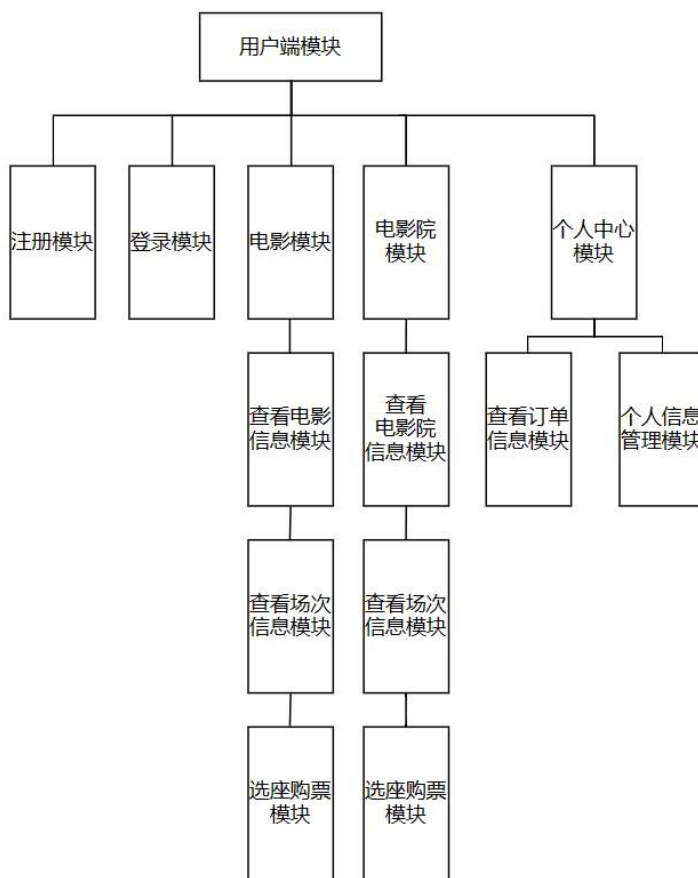 用户端模块
注册模块
登录模块
电影模块
电影院
模块
个人中心
模块
查看电影
信息模块
查看
电影院
信息模块
查看订单
信息模块
个人信息
管理模块
查看场次
信息模块
查看场次
信息模块
选座购票
模块
选座购票
模块